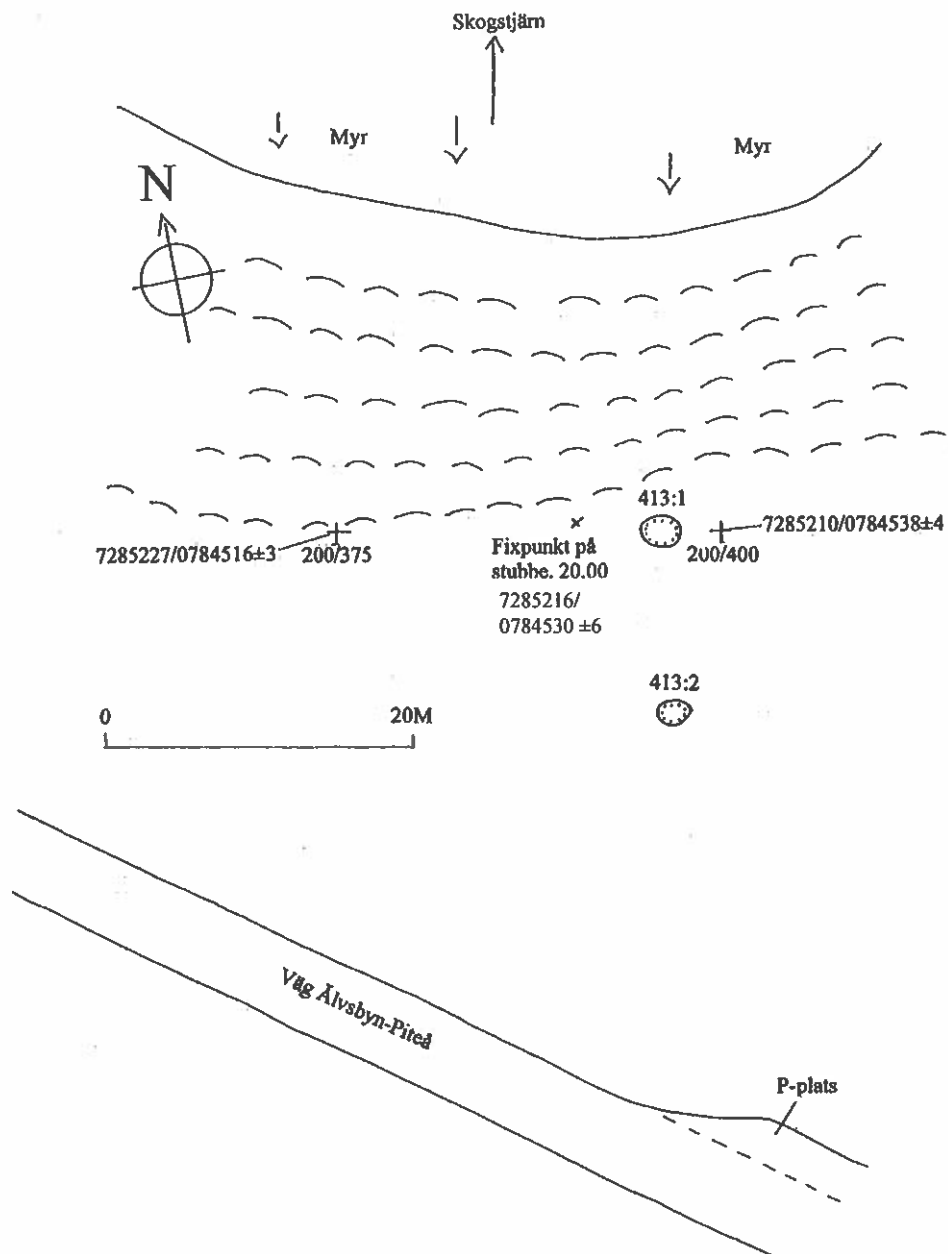 Skogstjärn
Myr
Myr
N
413:1
7285227/0784516±3
200/375
Fixpunkt på
stubbe. 20.00
7285216/
0784530 ±6
200/400
7285210/0784538±4
413:2
0
20M
Väg Älvsbyn-Piteå
P-plats